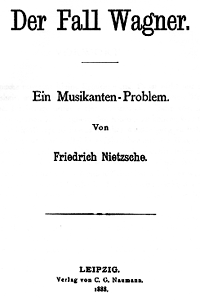 Der Fall Wagner.
Ein Musikanten-Problem.
Von
Friedrich Nietzsche.
LEIPZIG.
Verlag von C. G. Naumann.
1888.